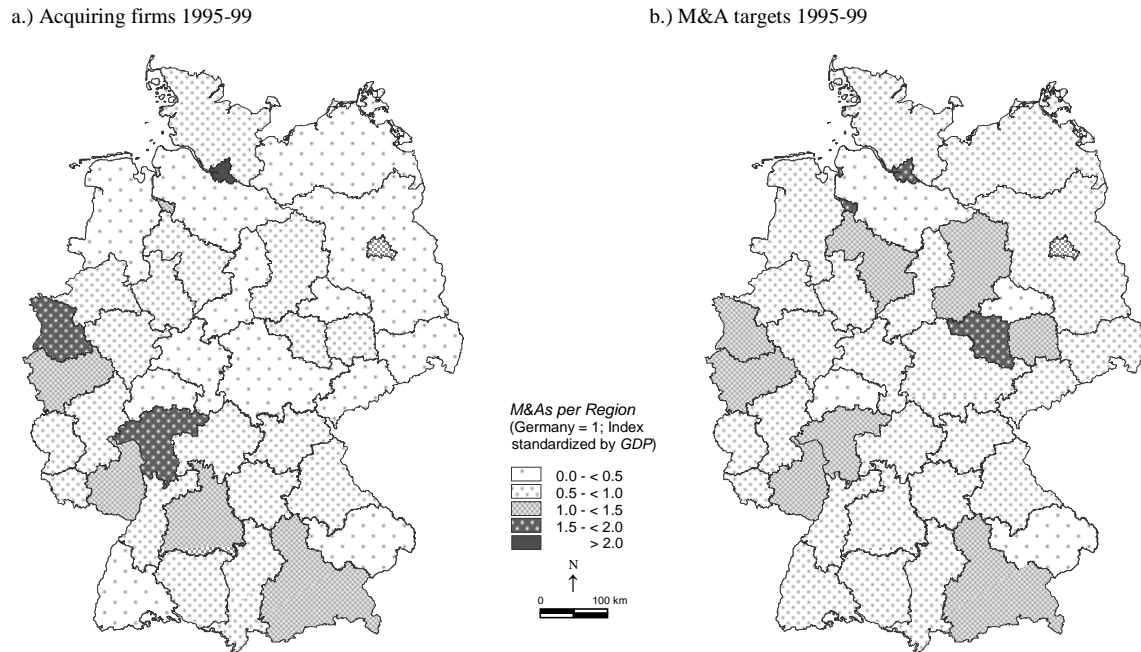 a.) Acquiring firms 1995-99
b.) M&A targets 1995-99
M&As per Region
(Germany = 1; Index
standardized by GDP)
0.0 - < 0.5
0.5 - < 1.0
1.0 - < 1.5
1.5 - < 2.0
> 2.0
N
0 100 km